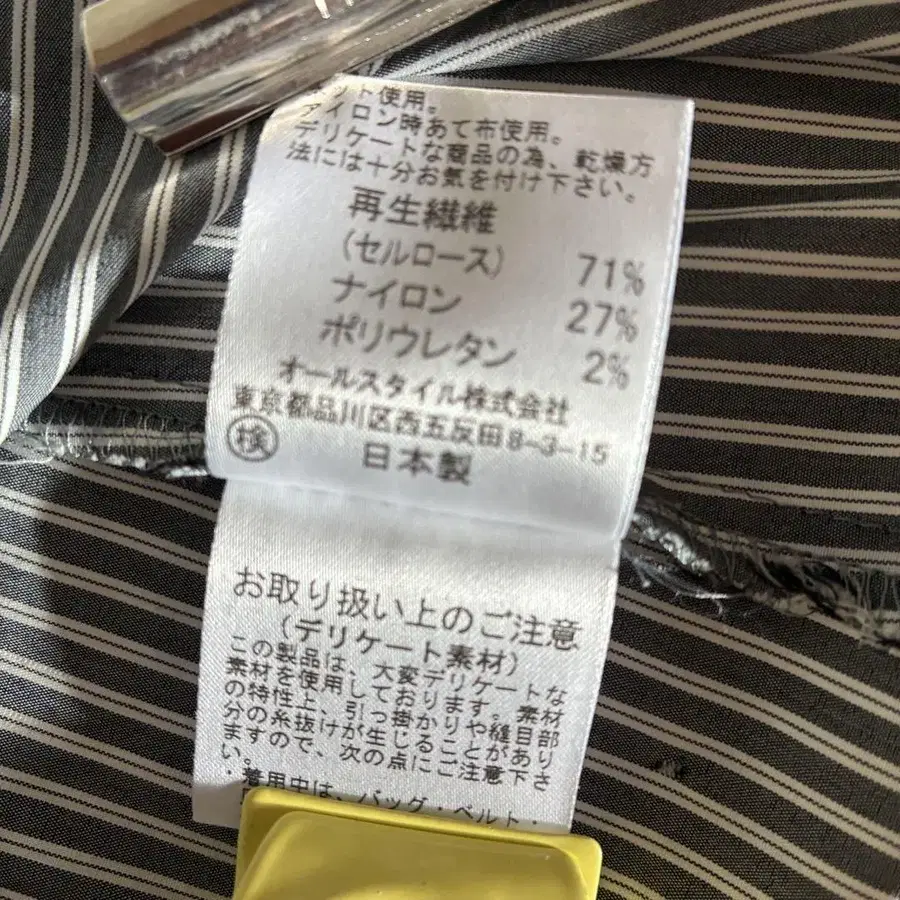 ット使用。
アイロン時あて布使用。
デリケートな商品の為、乾燥方
法には十分お気を付け下さい。
再生繊維
(セルロース) 71%
ナイロン 27%
ポリウレタン 2%
オールスタイル株式会社
東京都品川区西五反田8-3-15
検 日本製
お取り扱い上のご注意
(デリケート素材)
この製品は、大変デリケートな
素材を使用しております。素材
の特性上、引っ掛かりや縫目部
分の糸抜けが生じることがあり
ますので、次の点にご注意下さ
い。
・着用中は、バッグ・ベルト・